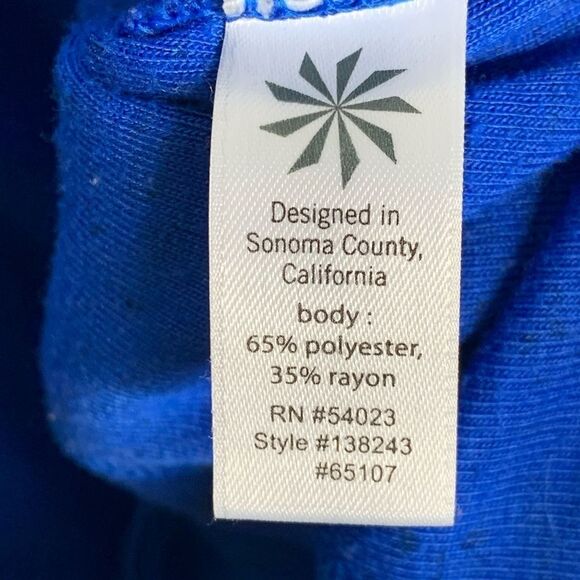 Designed in
Sonoma County,
California
body :
65% polyester,
35% rayon
RN #54023
Style #138243
#65107